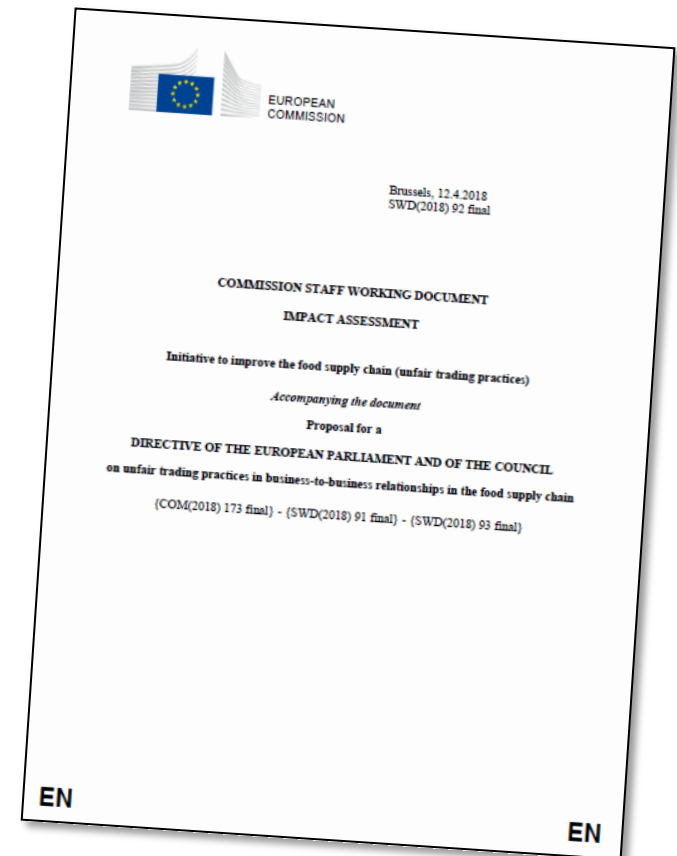 EUROPEAN
COMMISSION
Brussels, 12.4.2018
SWD(2018) 92 final
COMMISSION STAFF WORKING DOCUMENT
IMPACT ASSESSMENT
Initiative to improve the food supply chain (unfair trading practices)
Accompanying the document
Proposal for a
DIRECTIVE OF THE EUROPEAN PARLIAMENT AND OF THE COUNCIL
on unfair trading practices in business-to-business relationships in the food supply chain
{COM(2018) 173 final} - {SWD(2018) 91 final} - {SWD(2018) 93 final}
EN
EN